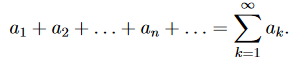 a₁ + a₂ + . . . + aₙ + . . . = ∑_{k=1}^{∞} aₖ.